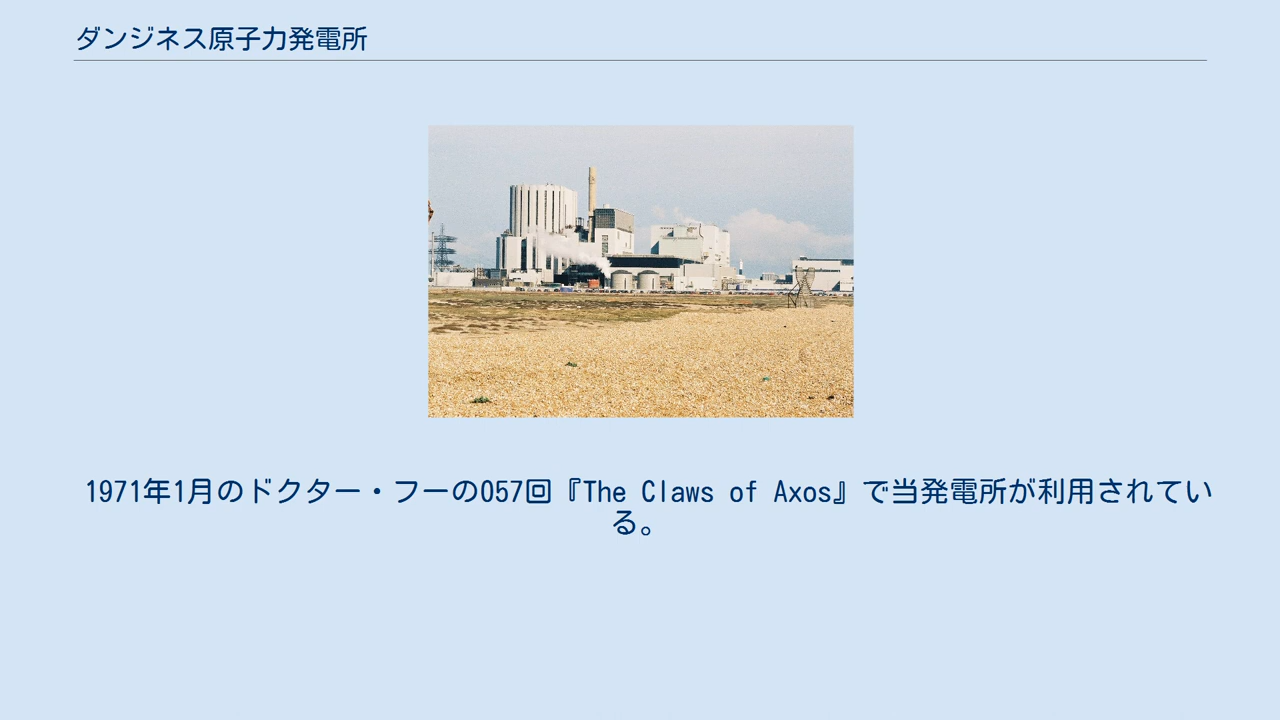 ダンジネス原子力発電所
1971年1月のドクター・フーの057回『The Claws of Axos』で当発電所が利用されてい
る。